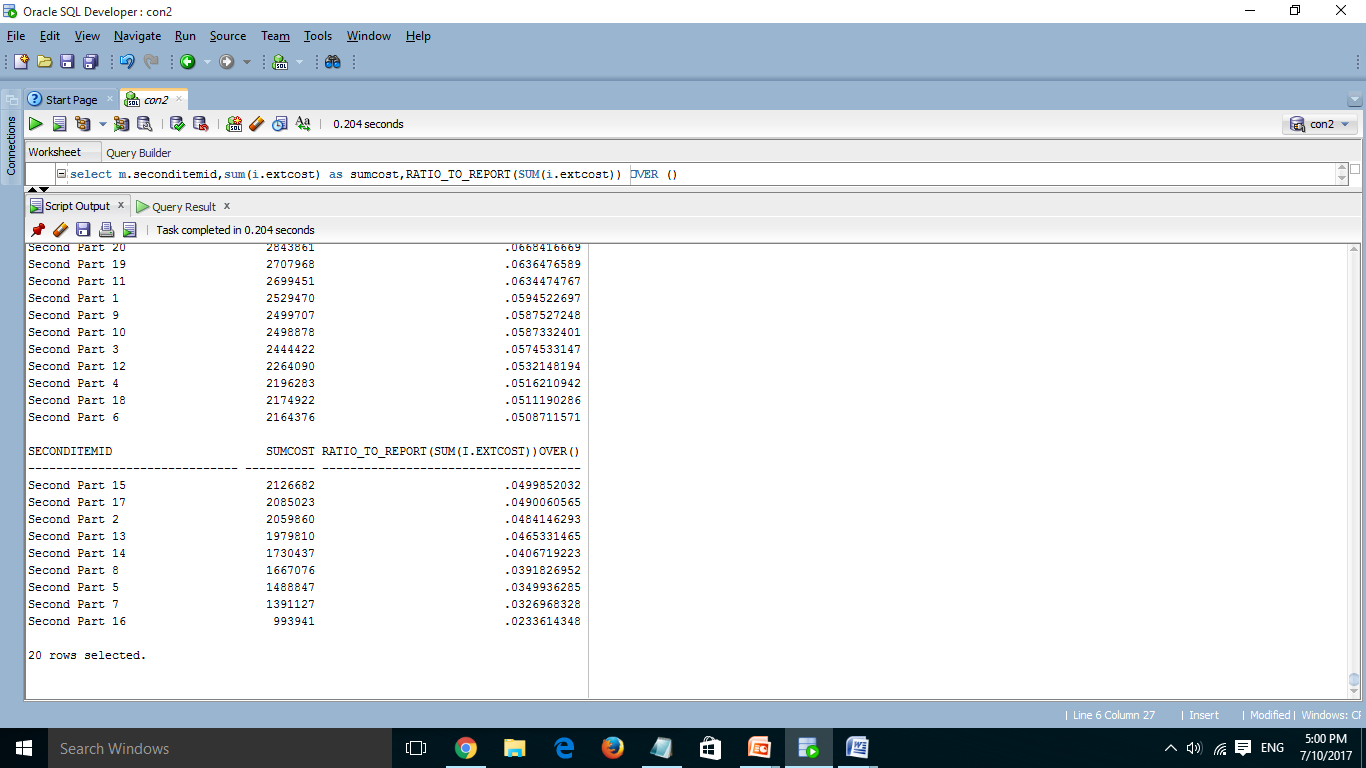 Oracle SQL Developer : con2
File Edit View Navigate Run Source Team Tools Window Help
Start Page × con2 ×
0.204 seconds con2
Connections
Worksheet Query Builder
select m.seconditemid,sum(i.extcost) as sumcost,RATIO_TO_REPORT(SUM(i.extcost)) OVER ()
Script Output × Query Result ×
Task completed in 0.204 seconds
Second Part 20 2843861 .0668416669
Second Part 19 2707968 .0636476589
Second Part 11 2699451 .0634474767
Second Part 1 2529470 .0594522697
Second Part 9 2499707 .0587527248
Second Part 10 2498878 .0587332401
Second Part 3 2444422 .0574533147
Second Part 12 2264090 .0532148194
Second Part 4 2196283 .0516210942
Second Part 18 2174922 .0511190286
Second Part 6 2164376 .0508711571
SECONDITEMID SUMCOST RATIO_TO_REPORT(SUM(I.EXTCOST))OVER()
------------------------------ ---------- -------------------------------------
Second Part 15 2126682 .0499852032
Second Part 17 2085023 .0490060565
Second Part 2 2059860 .0484146293
Second Part 13 1979810 .0465331465
Second Part 14 1730437 .0406719223
Second Part 8 1667076 .0391826952
Second Part 5 1488847 .0349936285
Second Part 7 1391127 .0326968328
Second Part 16 993941 .0233614348
20 rows selected.
| Line 6 Column 27 | Insert | Modified | Windows: CF
Search Windows
ENG
5:00 PM
7/10/2017